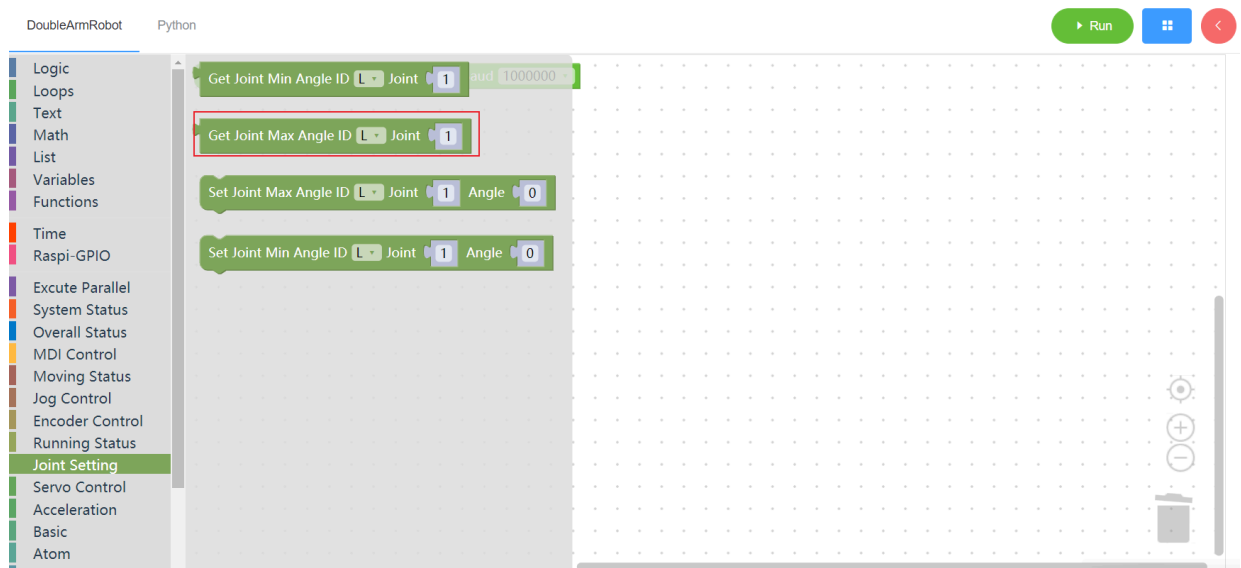 DoubleArmRobot Python Run
Logic
Loops
Text
Math
List
Variables
Functions
Time
Raspi-GPIO
Excute Parallel
System Status
Overall Status
MDI Control
Moving Status
Jog Control
Encoder Control
Running Status
Joint Setting
Servo Control
Acceleration
Basic
Atom
Get Joint Min Angle ID L Joint 1 aud 1000000
Get Joint Max Angle ID L Joint 1
Set Joint Max Angle ID L Joint 1 Angle 0
Set Joint Min Angle ID L Joint 1 Angle 0